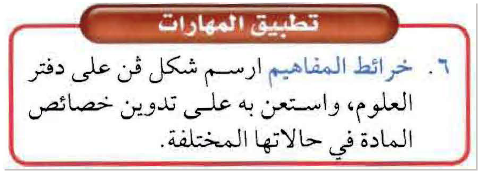 تطبيق المهارات
٦. خرائط المفاهيم ارسم شكل ڤن على دفتر
العلوم، واستعن به على تدوين خصائص
المادة في حالاتها المختلفة.